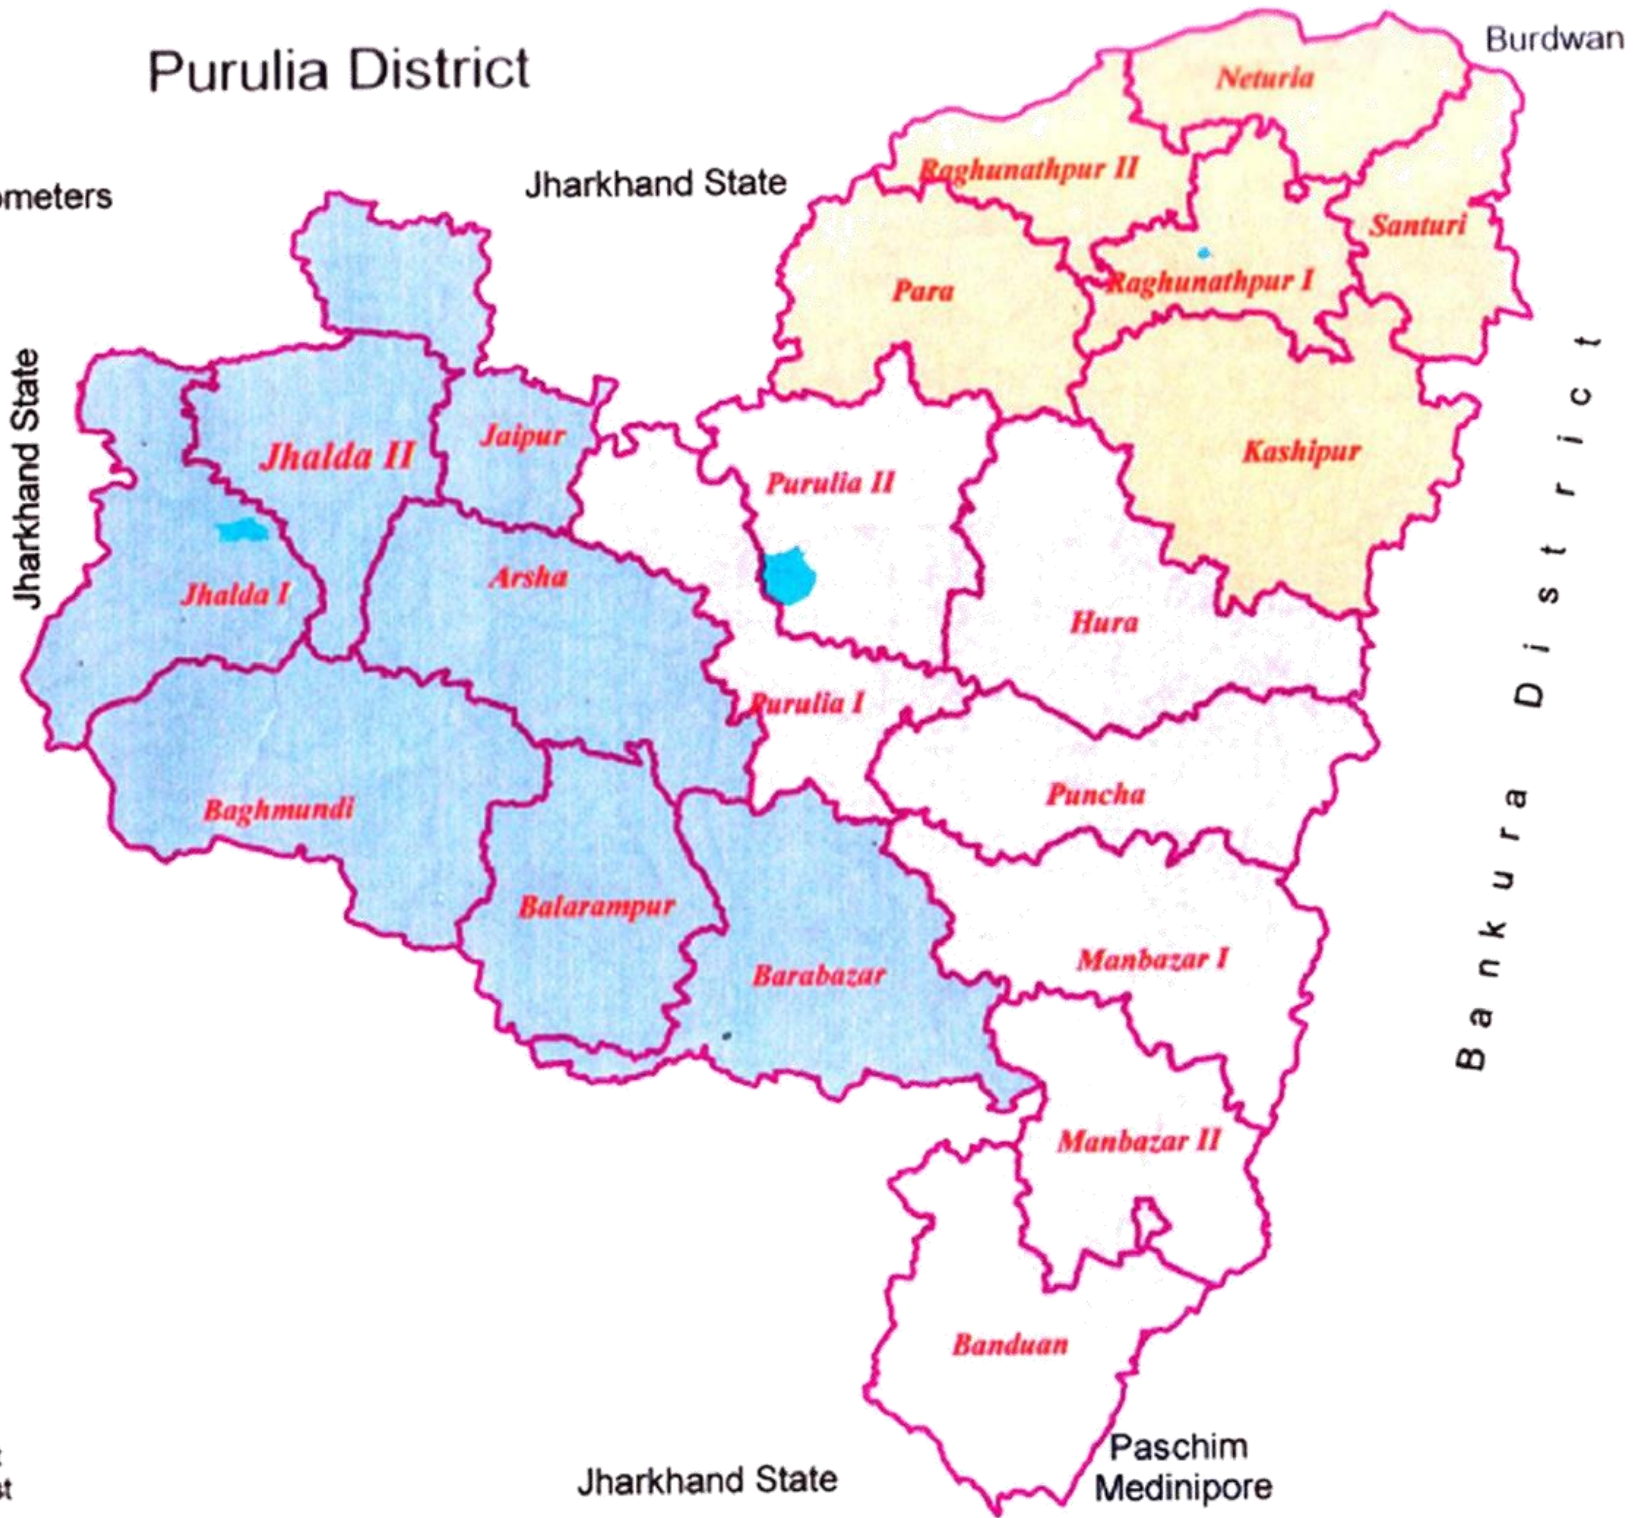 Purulia District
Burdwan
Neturia
Jharkhand State
Raghunathpur II
Santuri
Para
Raghunathpur I
Jharkhand State
Jhalda II
Jaipur
Purulia II
Kashipur
Jhalda I
Arsha
Hura
Purulia I
Baghmundi
Puncha
Balarampur
Barabazar
Manbazar I
Bankura District
Manbazar II
Banduan
Jharkhand State
Paschim
Medinipore